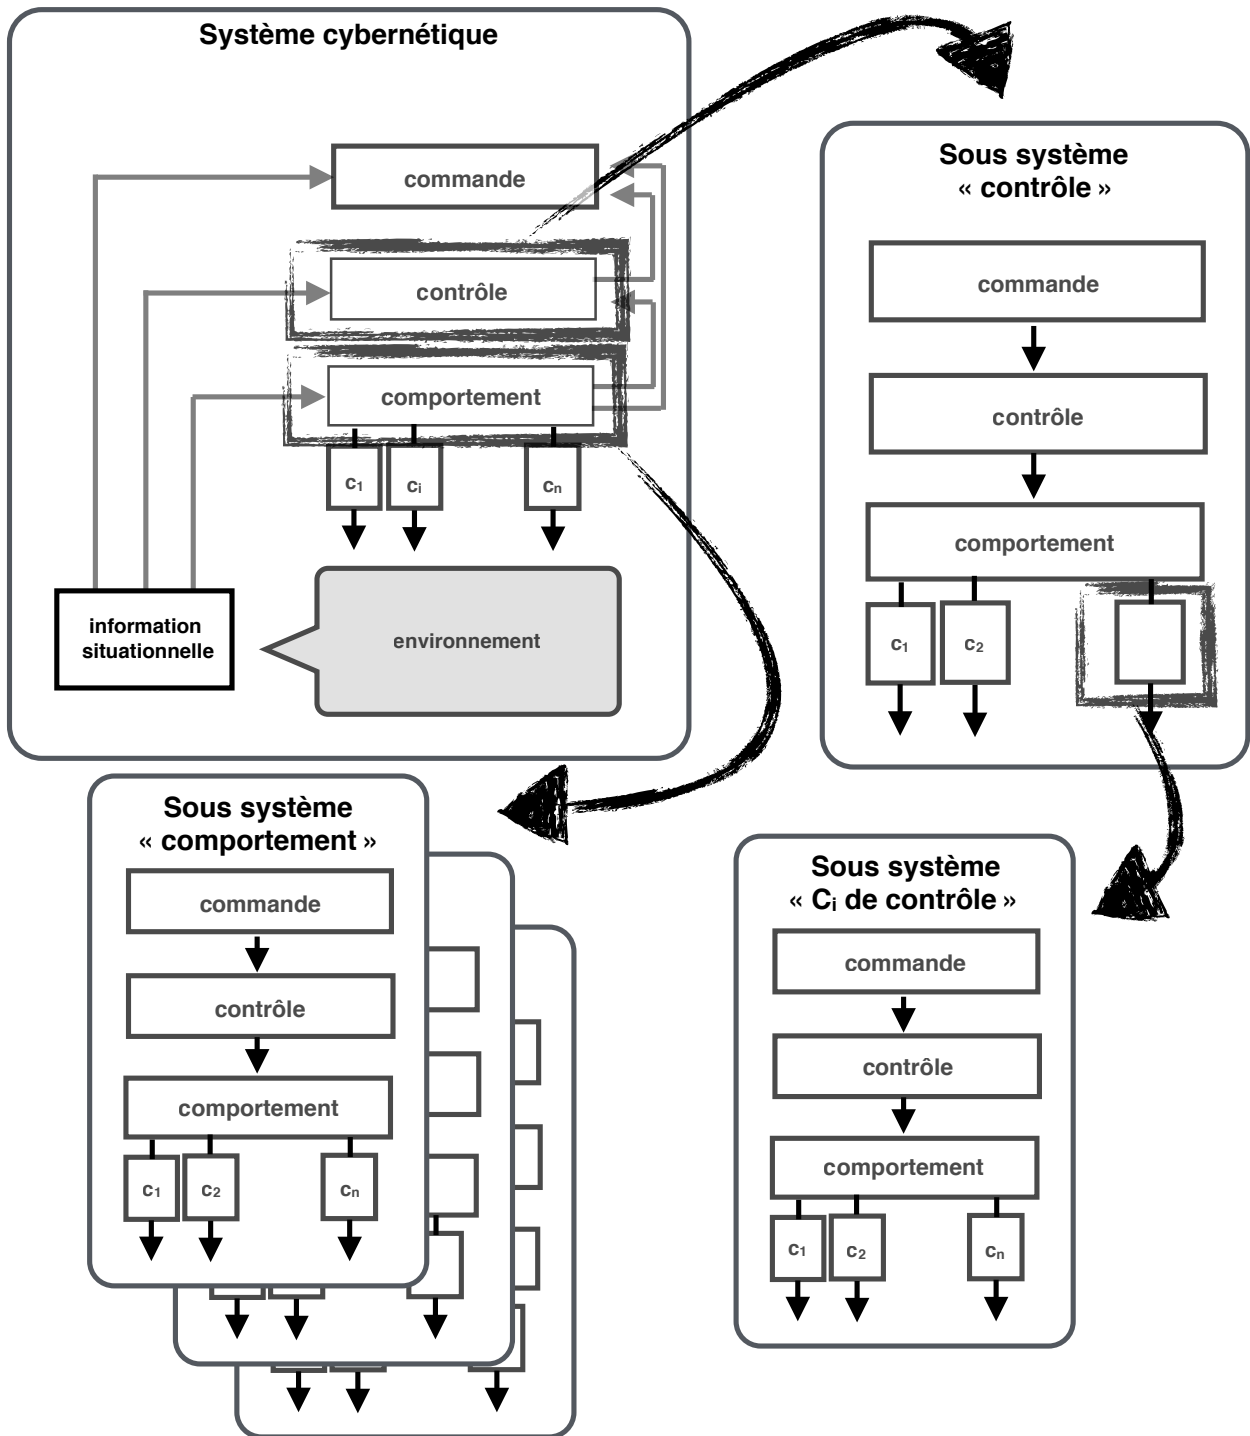 Système cybernétique
commande
contrôle
comportement
c1
ci
cn
information
situationnelle
environnement
Sous système
« contrôle »
commande
contrôle
comportement
c1
c2
Sous système
« comportement »
commande
contrôle
comportement
c1
c2
cn
Sous système
« Ci de contrôle »
commande
contrôle
comportement
c1
c2
cn